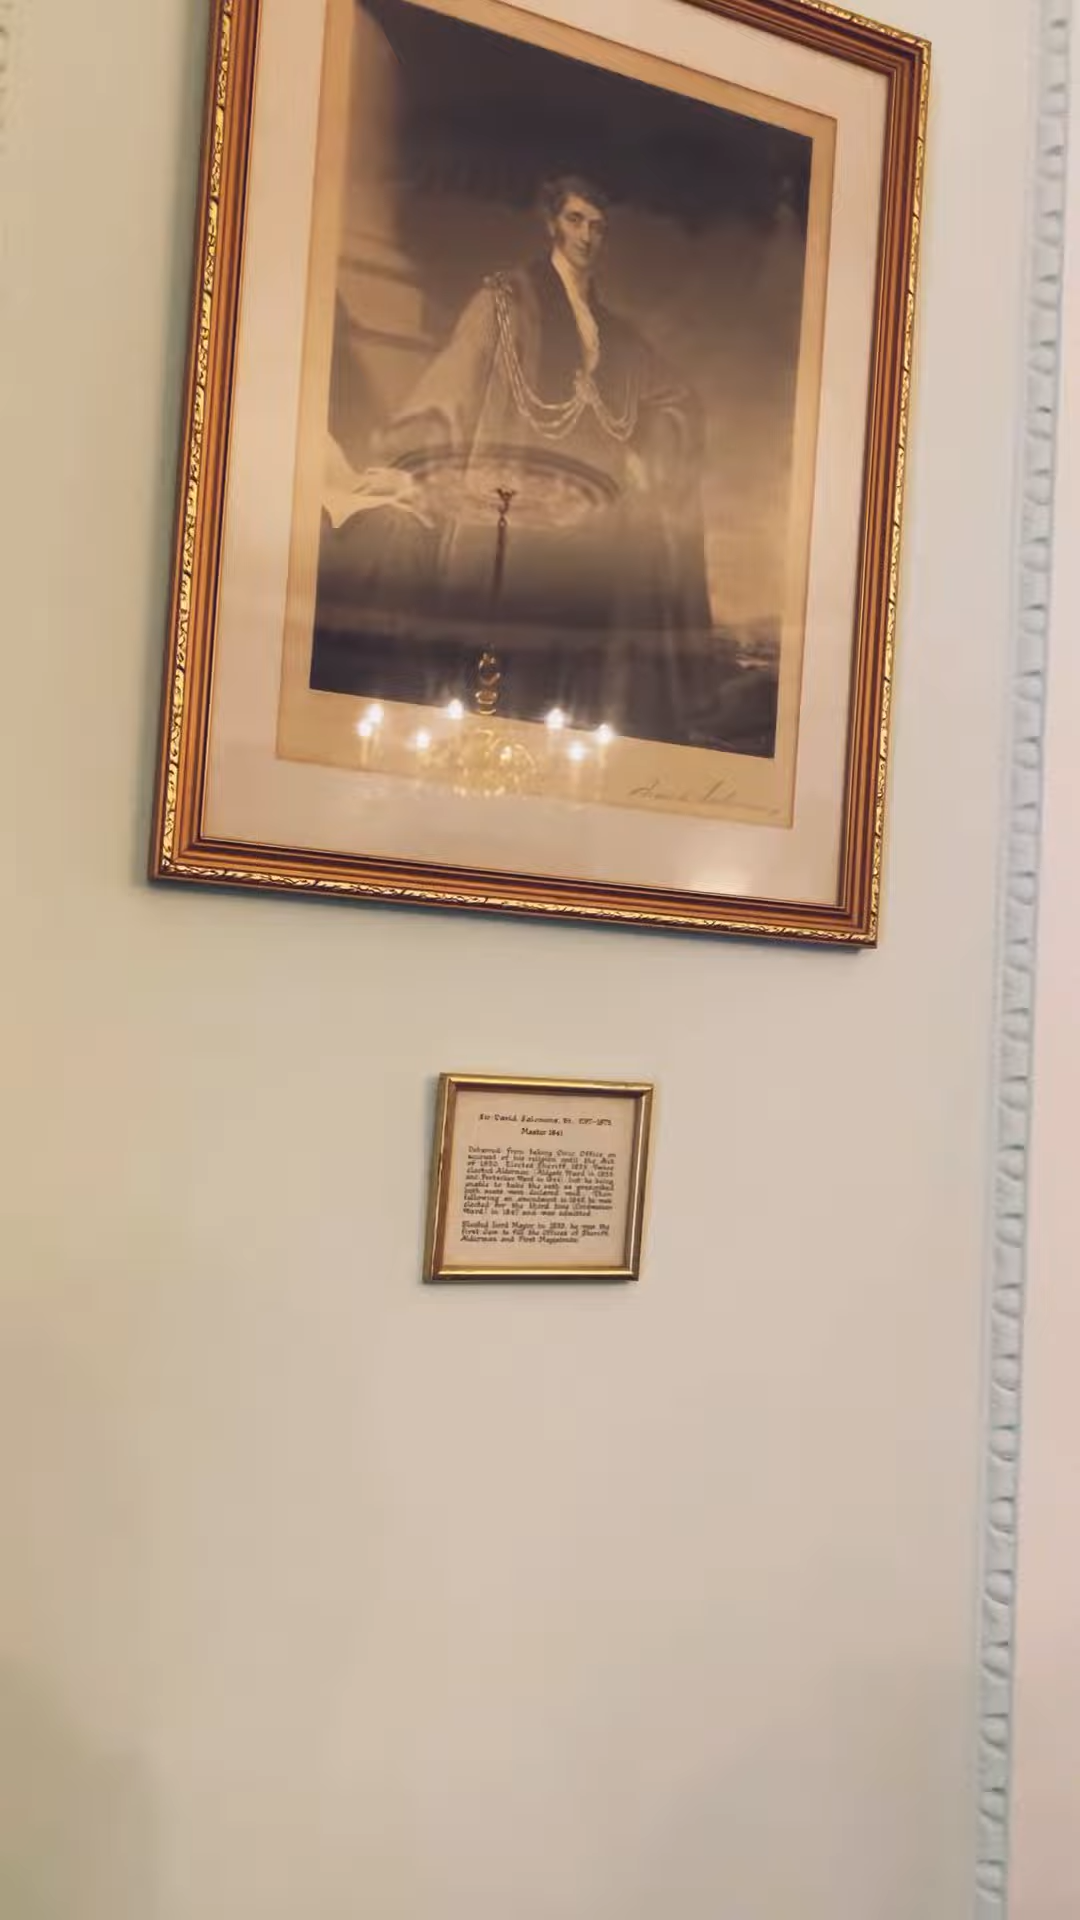 David Salomons
Sir David Salomons, Bt. 1797-1873
Master 1841
Debarred from taking Civic Office on
account of his religion until the Act
of 1830. Elected Sheriff 1835. Twice
elected Alderman (Aldgate Ward in 1835
and Portsoken Ward in 1844) but he being
unable to take the oath as prescribed
both seats were declared void. Then
following an amendment in 1845 he was
elected for the third time (Cordwainer
Ward) in 1847 and was admitted.
Elected Lord Mayor in 1855, he was the
first Jew to fill the Offices of Sheriff,
Alderman and First Magistrate.